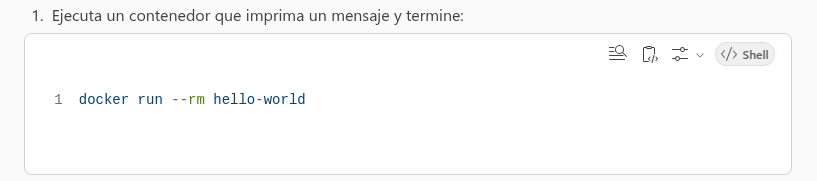 1. Ejecuta un contenedor que imprima un mensaje y termine:
</> Shell
1 docker run --rm hello-world